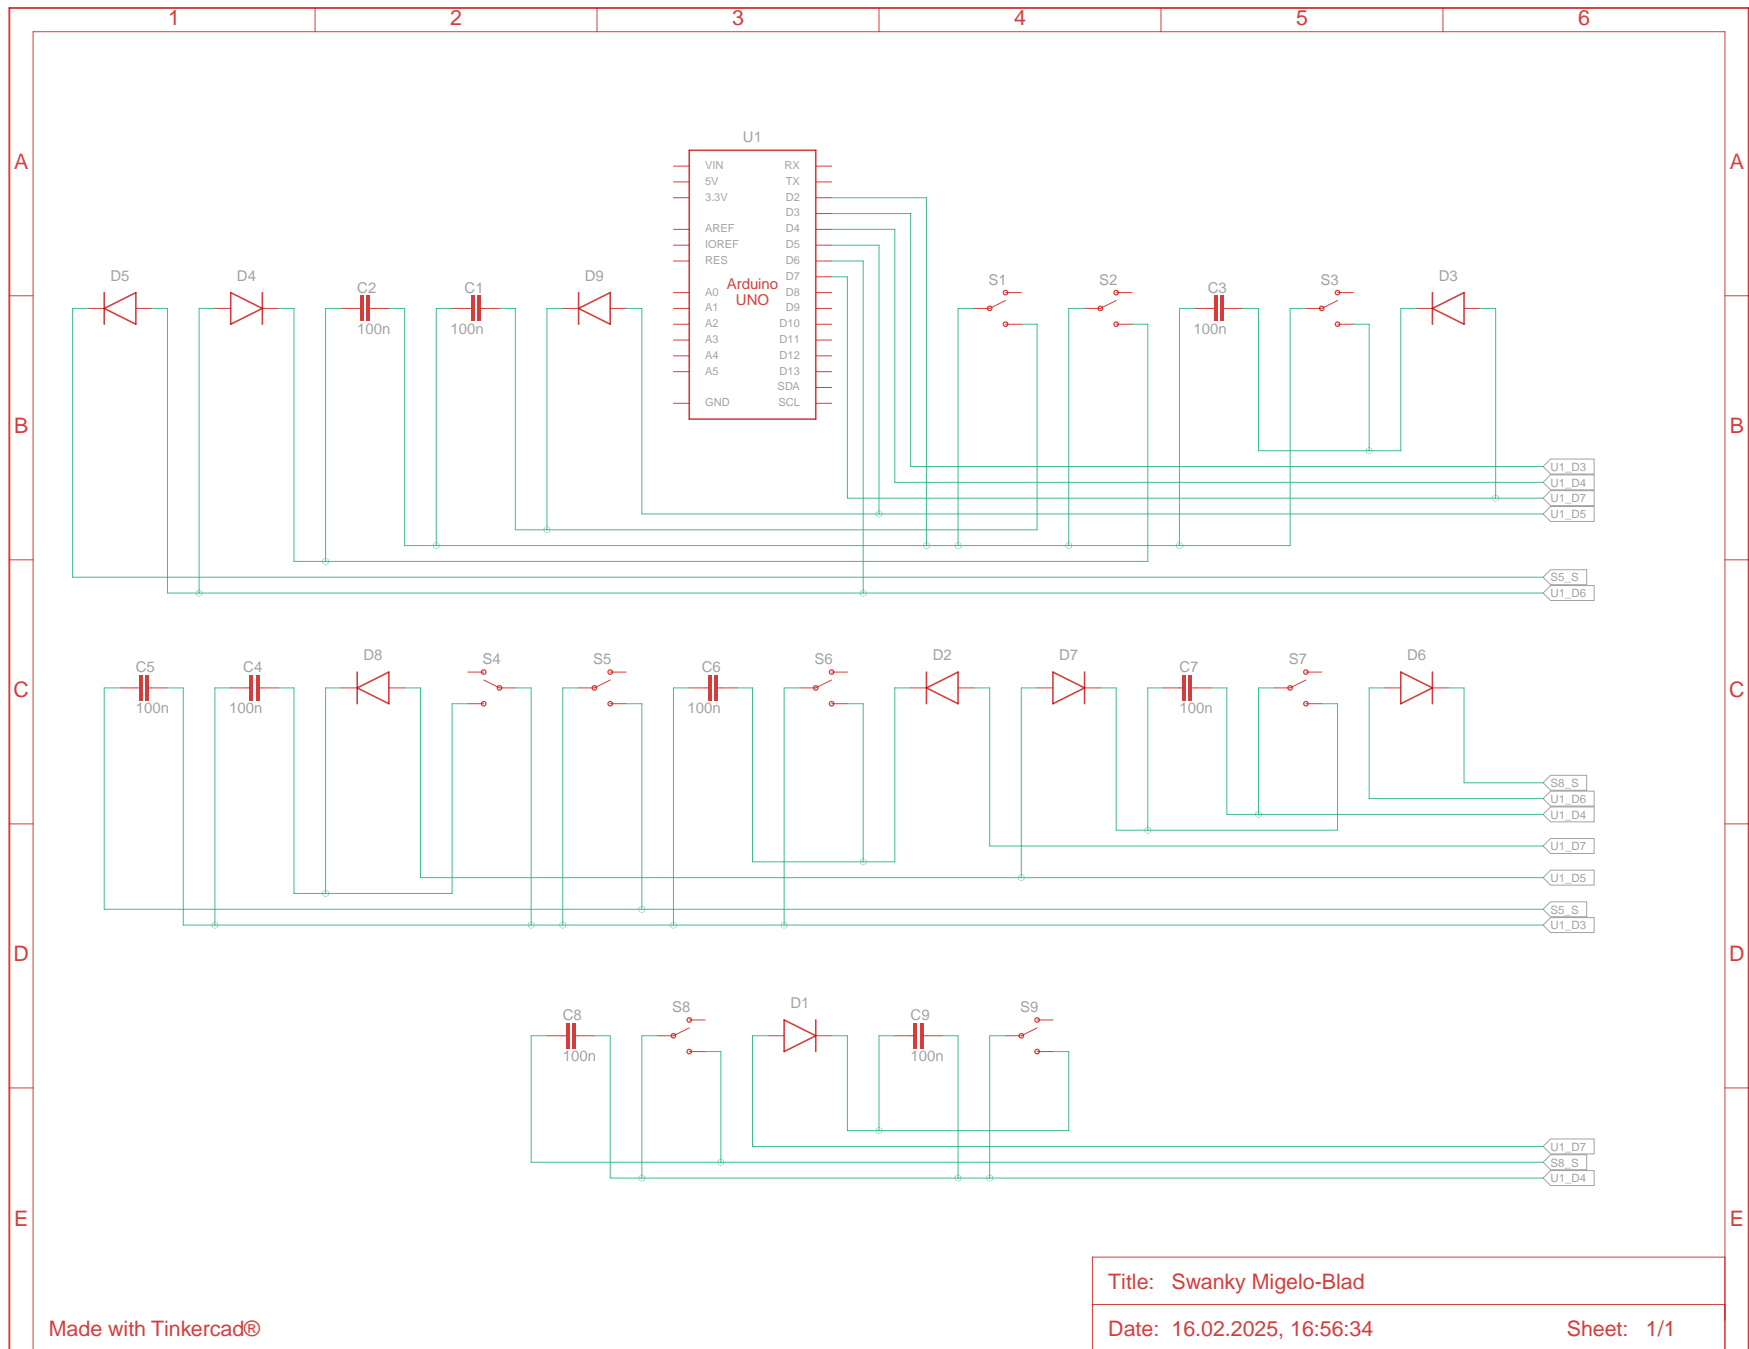 1 2 3 4 5 6
U1
A A
VIN RX
5V TX
3.3V D2
D3
AREF D4
IOREF D5
RES D6
D7
Arduino
UNO
A0 D8
A1 D9
A2 D10
A3 D11
A4 D12
A5 D13
SDA
GND SCL
D5 D4 C2 C1 D9 S1 S2 C3 S3 D3
100n 100n 100n
B B
U1_D3
U1_D4
U1_D7
U1_D5
S5_S
U1_D6
C5 C4 D8 S4 S5 C6 S6 D2 D7 C7 S7 D6
C C
100n 100n 100n 100n
S8_S
U1_D6
U1_D4
U1_D7
U1_D5
S5_S
U1_D3
D D
C8 S8 D1 C9 S9
100n 100n
U1_D7
S8_S
U1_D4
E E
Title: Swanky Migelo-Blad
Made with Tinkercad®
Date: 16.02.2025, 16:56:34 Sheet: 1/1